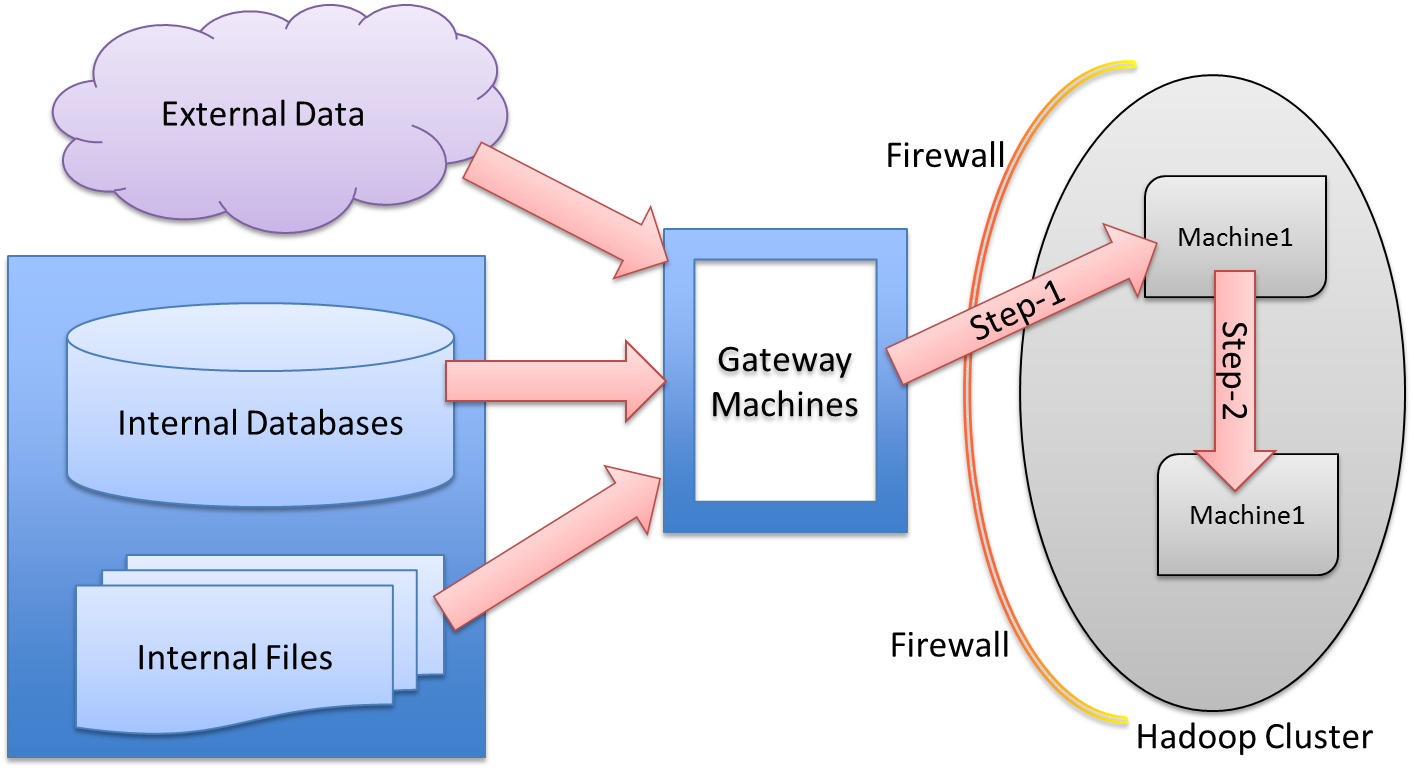 External Data
Internal Databases
Internal Files
Gateway
Machines
Firewall
Step-1
Machine1
Step-2
Machine1
Firewall
Hadoop Cluster